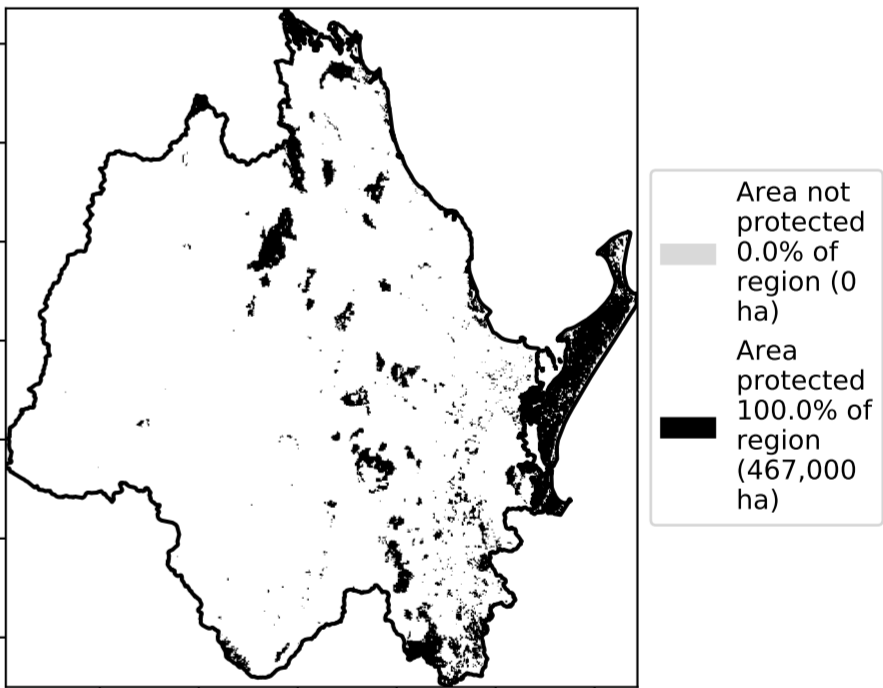 Area not
protected
0.0% of
region (0
ha)
Area
protected
100.0% of
region
(467,000
ha)